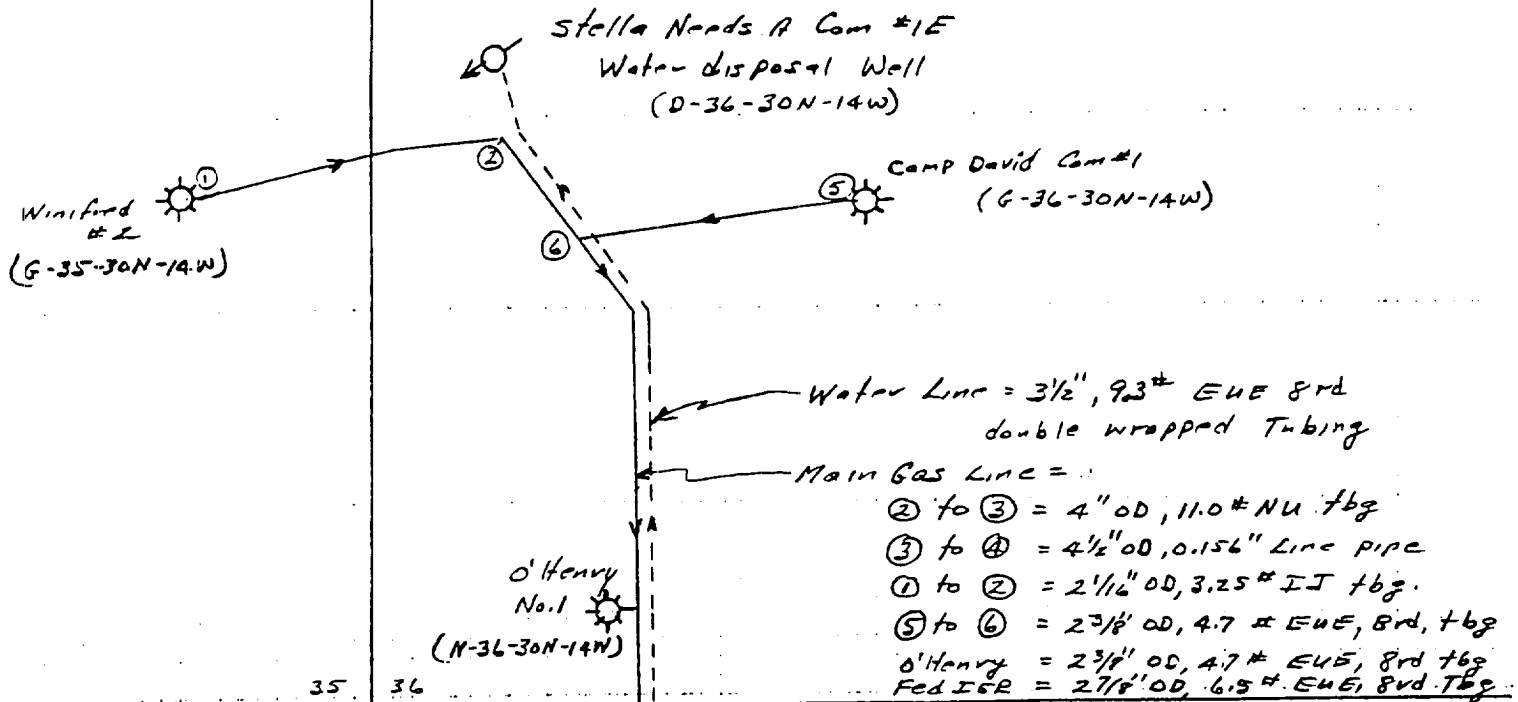 Stella Needs A Com #1E
Water disposal Well
(D-36-30N-14W)
①
②
Winifred
#2
(G-35-30N-14W)
⑤
Camp David Com #1
(G-36-30N-14W)
⑥
Water Line = 3½", 9.3# EUE 8rd
double wrapped Tubing
Main Gas Line =
② to ③ = 4" OD, 11.0# NU tbg
③ to ④ = 4½" OD, 0.156" Line pipe
① to ② = 2 1/16" OD, 3.25# IJ tbg.
⑤ to ⑥ = 2 3/8" OD, 4.7# EUE, 8rd, tbg
O'Henry = 2 3/8" OD, 4.7# EUE, 8rd tbg
Fed = 2 7/8" OD, 6.5# EUE, 8rd Tbg
O'Henry
No.1
(N-36-30N-14W)
35 36